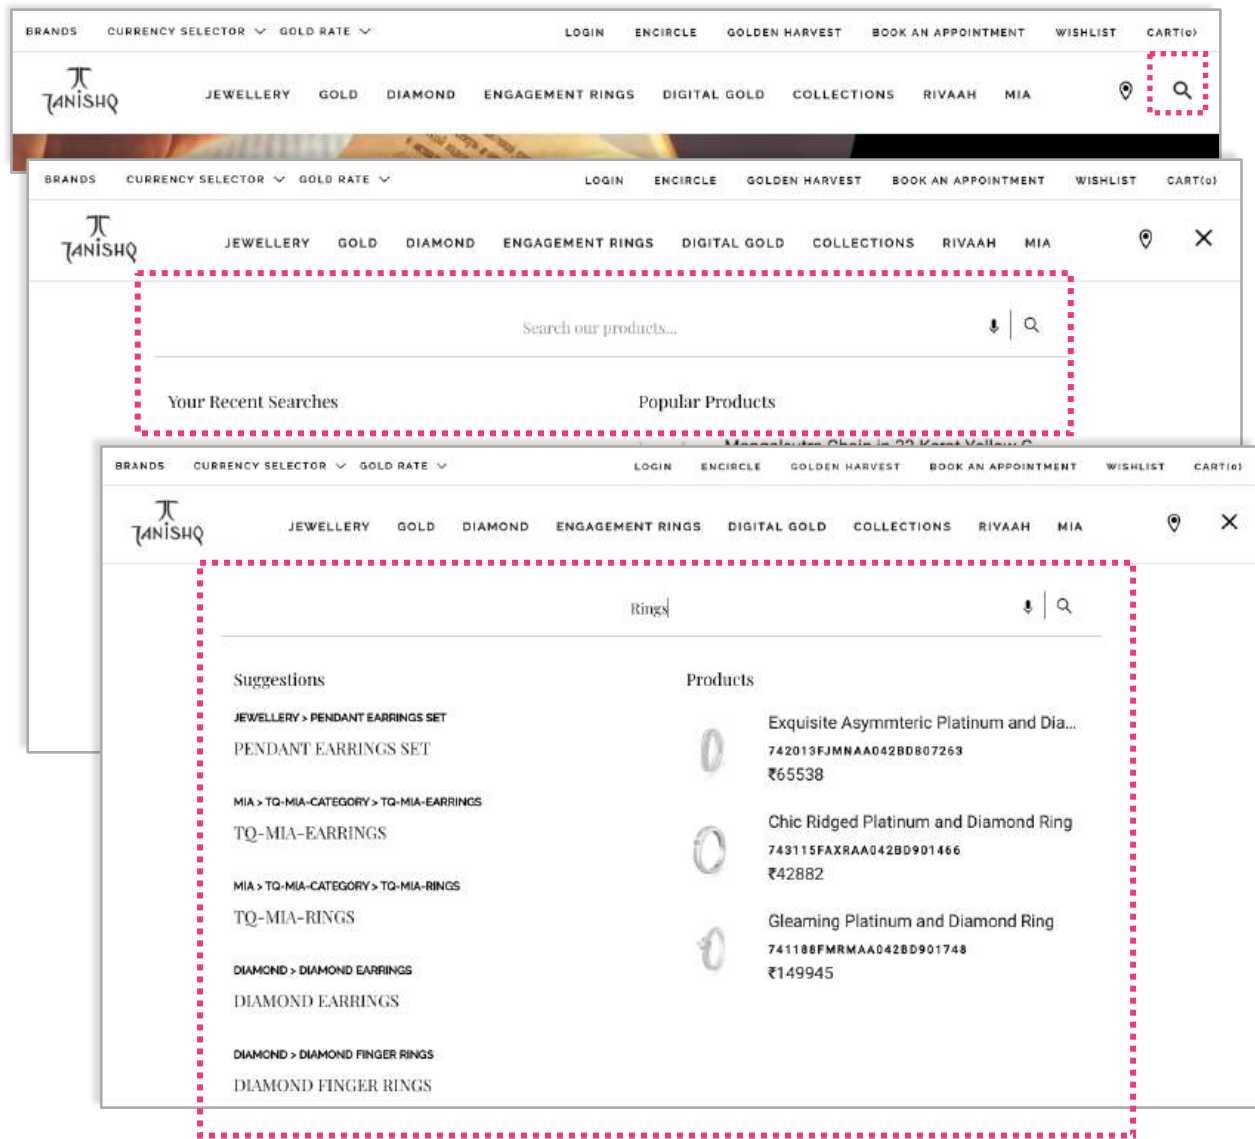 BRANDS CURRENCY SELECTOR GOLD RATE LOGIN ENCIRCLE GOLDEN HARVEST BOOK AN APPOINTMENT WISHLIST CART(0)
TANISHQ JEWELLERY GOLD DIAMOND ENGAGEMENT RINGS DIGITAL GOLD COLLECTIONS RIVAAH MIA
BRANDS CURRENCY SELECTOR GOLD RATE LOGIN ENCIRCLE GOLDEN HARVEST BOOK AN APPOINTMENT WISHLIST CART(0)
TANISHQ JEWELLERY GOLD DIAMOND ENGAGEMENT RINGS DIGITAL GOLD COLLECTIONS RIVAAH MIA
Search our products...
Your Recent Searches Popular Products
BRANDS CURRENCY SELECTOR GOLD RATE LOGIN ENCIRCLE GOLDEN HARVEST BOOK AN APPOINTMENT WISHLIST CART(0)
TANISHQ JEWELLERY GOLD DIAMOND ENGAGEMENT RINGS DIGITAL GOLD COLLECTIONS RIVAAH MIA
Rings
Suggestions
JEWELLERY > PENDANT EARRINGS SET
PENDANT EARRINGS SET
MIA > TQ-MIA-CATEGORY > TQ-MIA-EARRINGS
TQ-MIA-EARRINGS
MIA > TQ-MIA-CATEGORY > TQ-MIA-RINGS
TQ-MIA-RINGS
DIAMOND > DIAMOND EARRINGS
DIAMOND EARRINGS
DIAMOND > DIAMOND FINGER RINGS
DIAMOND FINGER RINGS
Products
Exquisite Asymmteric Platinum and Dia...
742013FJMNAA042BD807263
₹65538
Chic Ridged Platinum and Diamond Ring
743115FAXRAA042BD901466
₹42882
Gleaming Platinum and Diamond Ring
741188FMRMAA042BD901748
₹149945